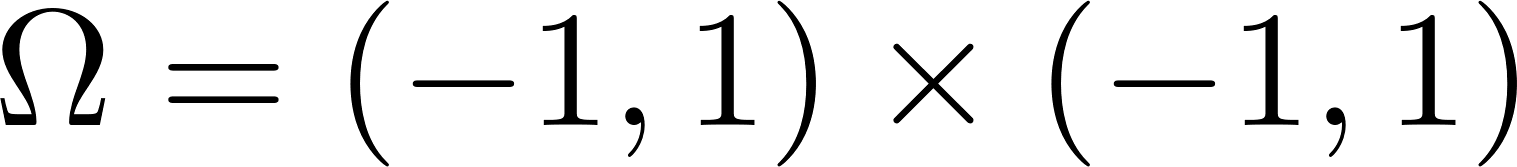 Ω = (−1, 1) × (−1, 1)